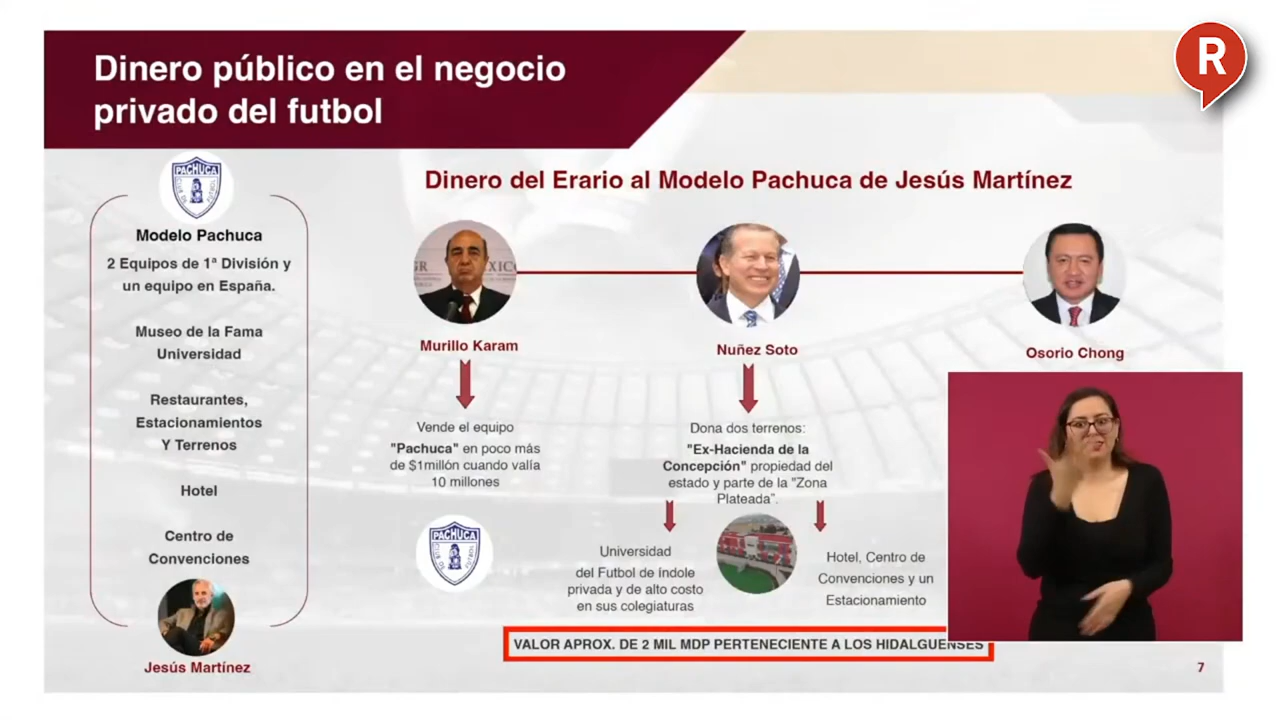 R
Dinero público en el negocio
privado del futbol
Dinero del Erario al Modelo Pachuca de Jesús Martínez
PACHUCA
Modelo Pachuca
2 Equipos de 1ª División y
un equipo en España.
Museo de la Fama
Universidad
Restaurantes,
Estacionamientos
Y Terrenos
Hotel
Centro de
Convenciones
Jesús Martínez
Murillo Karam
Vende el equipo
"Pachuca" en poco más
de $1millón cuando valía
10 millones
PACHUCA
Nuñez Soto
Dona dos terrenos:
"Ex-Hacienda de la
Concepción" propiedad del
estado y parte de la "Zona
Plateada".
Universidad
del Futbol de índole
privada y de alto costo
en sus colegiaturas
Hotel, Centro de
Convenciones y un
Estacionamiento
Osorio Chong
VALOR APROX. DE 2 MIL MDP PERTENECIENTE A LOS HIDALGUENSES
7